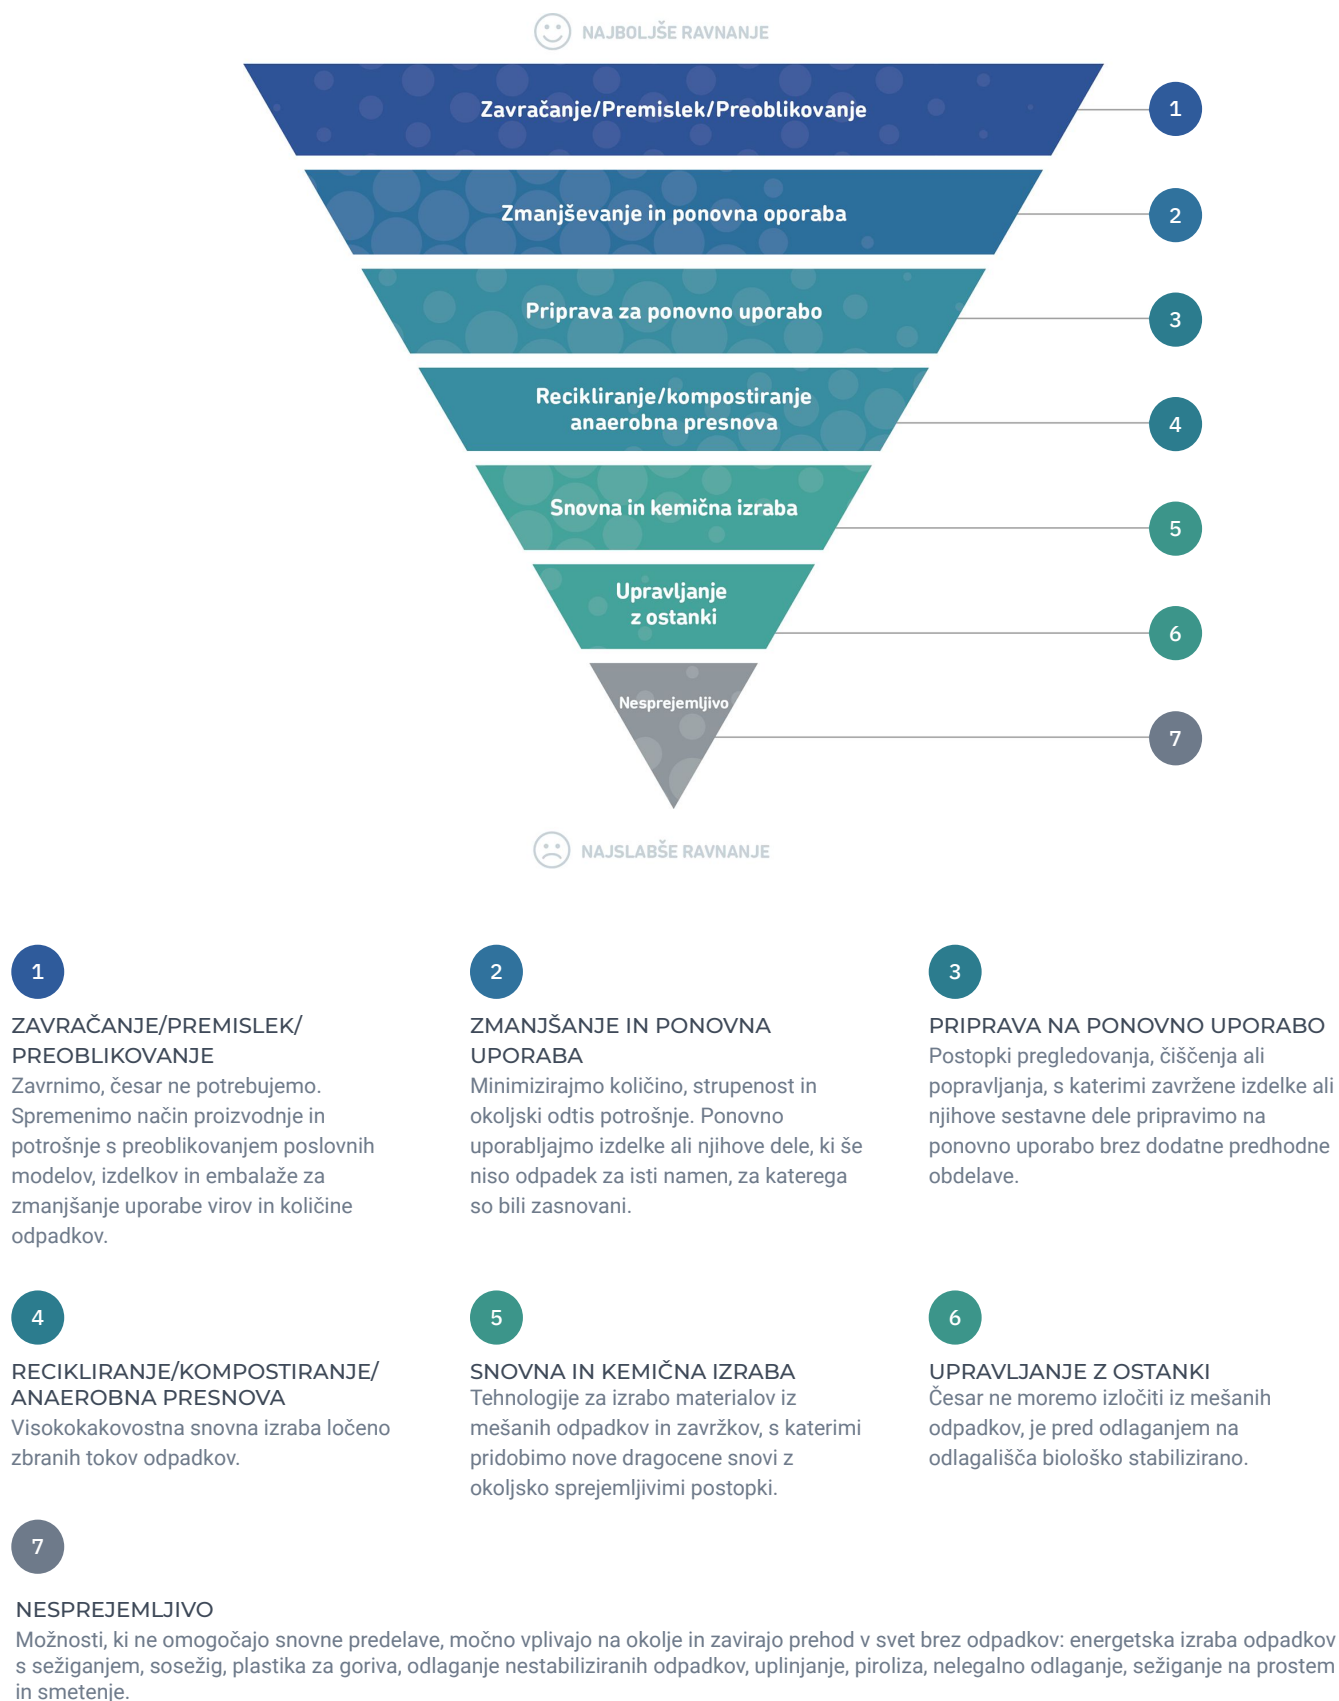 NAJBOLJŠE RAVNANJE
Zavračanje/Premislek/Preoblikovanje
1
Zmanjševanje in ponovna oporaba
2
Priprava za ponovno uporabo
3
Recikliranje/kompostiranje
anaerobna presnova
4
Snovna in kemična izraba
5
Upravljanje
z ostanki
6
Nesprejemljivo
7
NAJSLABŠE RAVNANJE
1
ZAVRAČANJE/PREMISLEK/
PREOBLIKOVANJE
Zavrnimo, česar ne potrebujemo.
Spremenimo način proizvodnje in
potrošnje s preoblikovanjem poslovnih
modelov, izdelkov in embalaže za
zmanjšanje uporabe virov in količine
odpadkov.
2
ZMANJŠANJE IN PONOVNA
UPORABA
Minimizirajmo količino, strupenost in
okoljski odtis potrošnje. Ponovno
uporabljajmo izdelke ali njihove dele, ki še
niso odpadek za isti namen, za katerega
so bili zasnovani.
3
PRIPRAVA NA PONOVNO UPORABO
Postopki pregledovanja, čiščenja ali
popravljanja, s katerimi zavržene izdelke ali
njihove sestavne dele pripravimo na
ponovno uporabo brez dodatne predhodne
obdelave.
4
RECIKLIRANJE/KOMPOSTIRANJE/
ANAEROBNA PRESNOVA
Visokokakovostna snovna izraba ločeno
zbranih tokov odpadkov.
5
SNOVNA IN KEMIČNA IZRABA
Tehnologije za izrabo materialov iz
mešanih odpadkov in zavržkov, s katerimi
pridobimo nove dragocene snovi z
okoljsko sprejemljivimi postopki.
6
UPRAVLJANJE Z OSTANKI
Česar ne moremo izločiti iz mešanih
odpadkov, je pred odlaganjem na
odlagališča biološko stabilizirano.
7
NESPREJEMLJIVO
Možnosti, ki ne omogočajo snovne predelave, močno vplivajo na okolje in zavirajo prehod v svet brez odpadkov: energetska izraba odpadkov
s sežiganjem, sosežig, plastika za goriva, odlaganje nestabiliziranih odpadkov, uplinjanje, piroliza, nelegalno odlaganje, sežiganje na prostem
in smetenje.